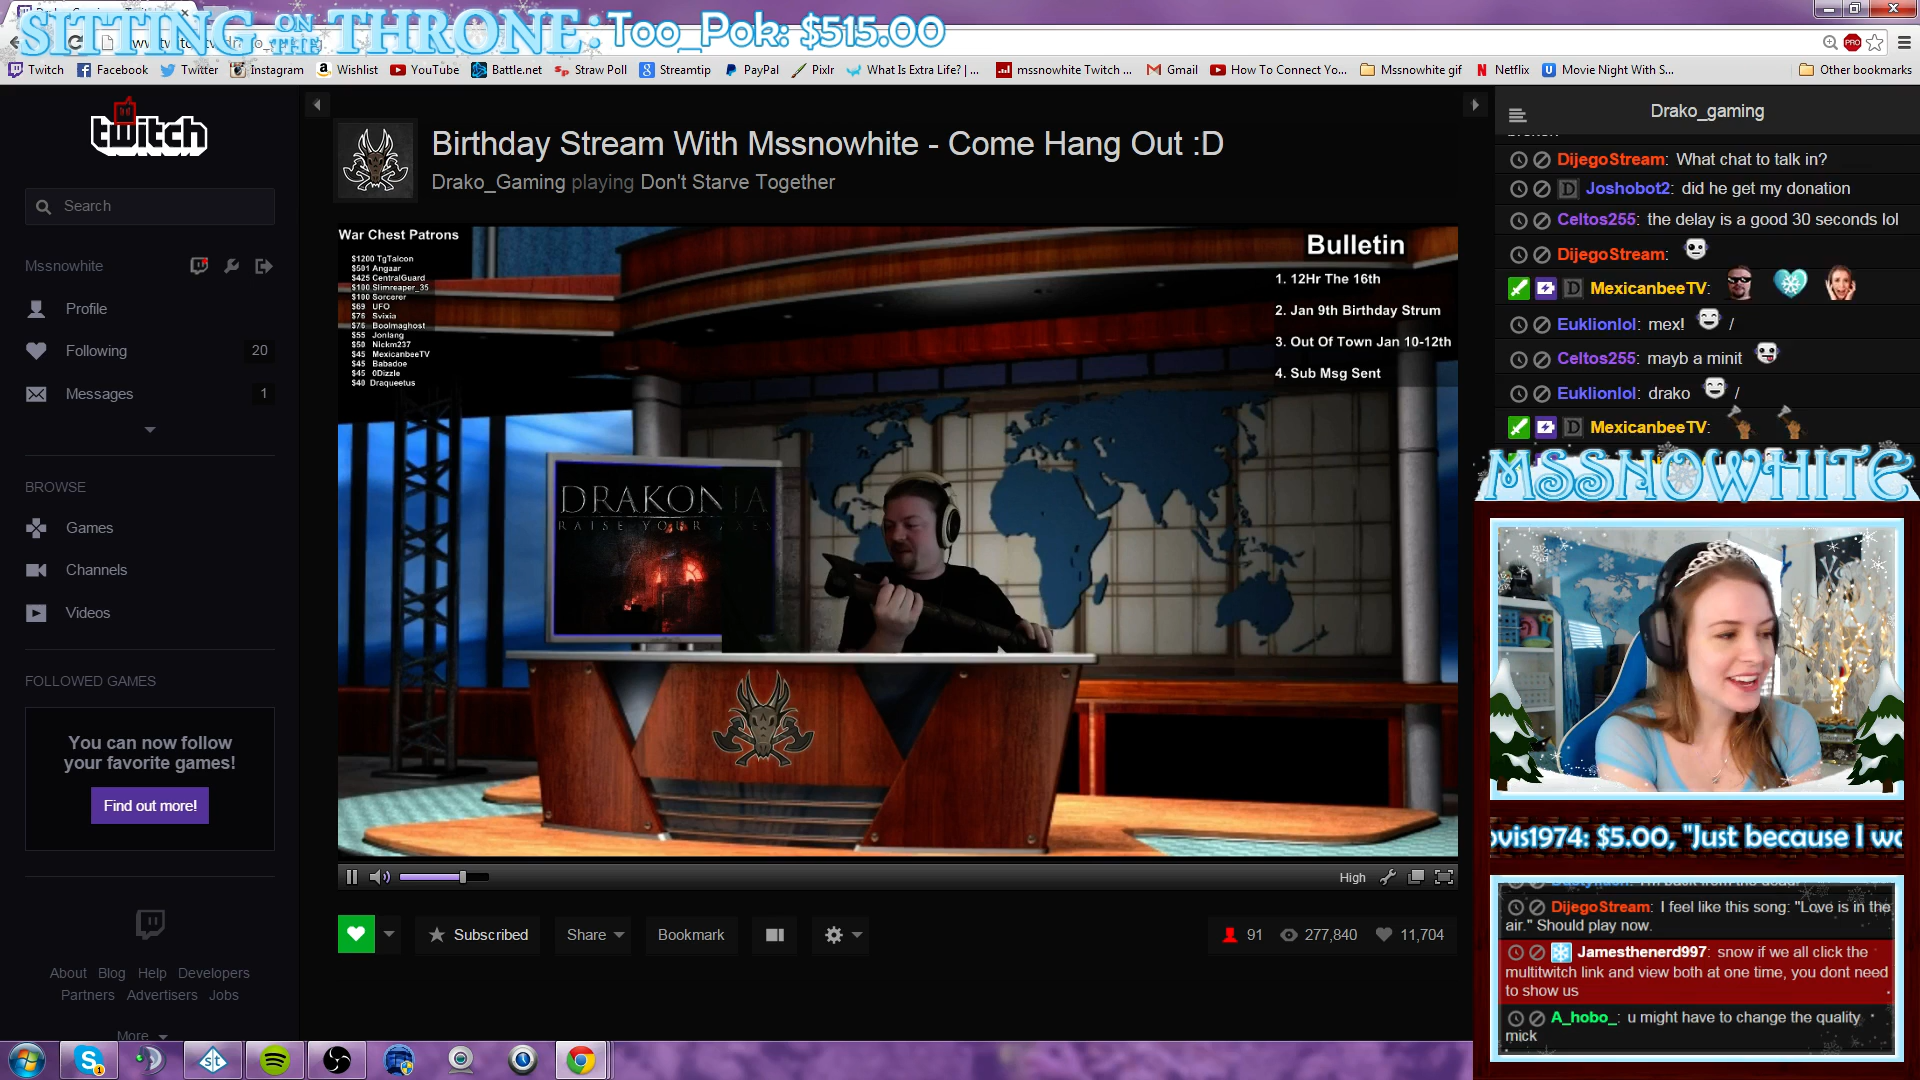 SITTING ON THE THRONE: Too_Pok: $515.00
Twitch
Facebook
Twitter
Instagram
Wishlist
YouTube
Battle.net
Straw Poll
Streamtip
PayPal
Pixlr
What Is Extra Life? | ...
mssnowhite Twitch ...
Gmail
How To Connect Yo...
Mssnowhite gif
Netflix
Movie Night With S...
Other bookmarks
twitch
Search
Mssnowhite
Profile
Following 20
Messages 1
BROWSE
Games
Channels
Videos
FOLLOWED GAMES
You can now follow
your favorite games!
Find out more!
About Blog Help Developers
Partners Advertisers Jobs
More
Birthday Stream With Mssnowhite - Come Hang Out :D
Drako_Gaming playing Don't Starve Together
War Chest Patrons
$1200 TgTalcon
$501 Angaar
$425 CentralGuard
$100 Slimreaper_35
$100 Sorcerer
$69 UFO
$76 Svixia
$76 Boolmaghost
$55 Jonlang
$50 Nickm237
$45 MexicanbeeTV
$45 Babadoe
$45 0Dizzle
$40 Draqueetus
Bulletin
1. 12Hr The 16th
2. Jan 9th Birthday Strum
3. Out Of Town Jan 10-12th
4. Sub Msg Sent
DRAKONIA
RAISE YOUR AXES
High
Subscribed
Share
Bookmark
91
277,840
11,704
Drako_gaming
DijegoStream: What chat to talk in?
Joshobot2: did he get my donation
Celtos255: the delay is a good 30 seconds lol
DijegoStream:
MexicanbeeTV:
Euklionlol: mex! /
Celtos255: mayb a minit
Euklionlol: drako /
MexicanbeeTV:
MSSNOWHITE
ovis1974: $5.00, "Just because I wo
DijegoStream: I feel like this song: "Love is in the
air." Should play now.
Jamesthenerd997: snow if we all click the
multitwitch link and view both at one time, you dont need
to show us
A_hobo_: u might have to change the quality
mick